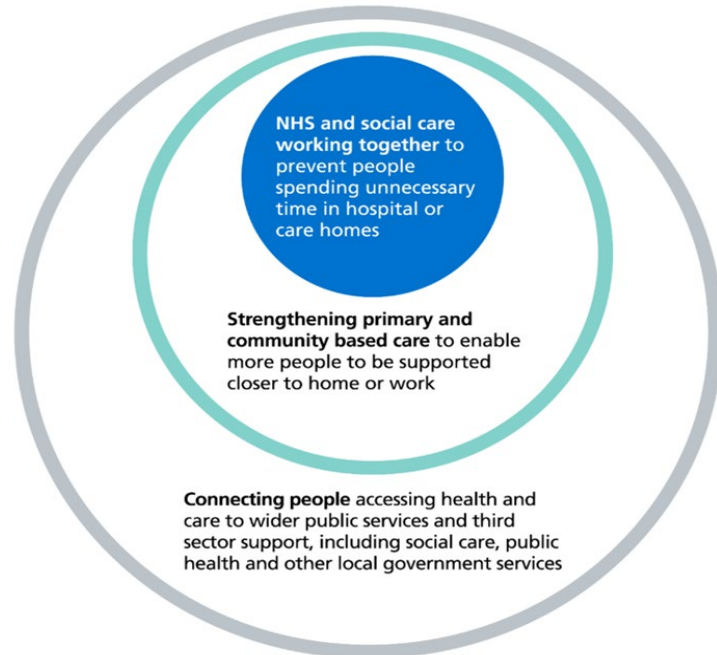 NHS and social care
working together to
prevent people
spending unnecessary
time in hospital or
care homes
Strengthening primary and
community based care to enable
more people to be supported
closer to home or work
Connecting people accessing health and
care to wider public services and third
sector support, including social care, public
health and other local government services